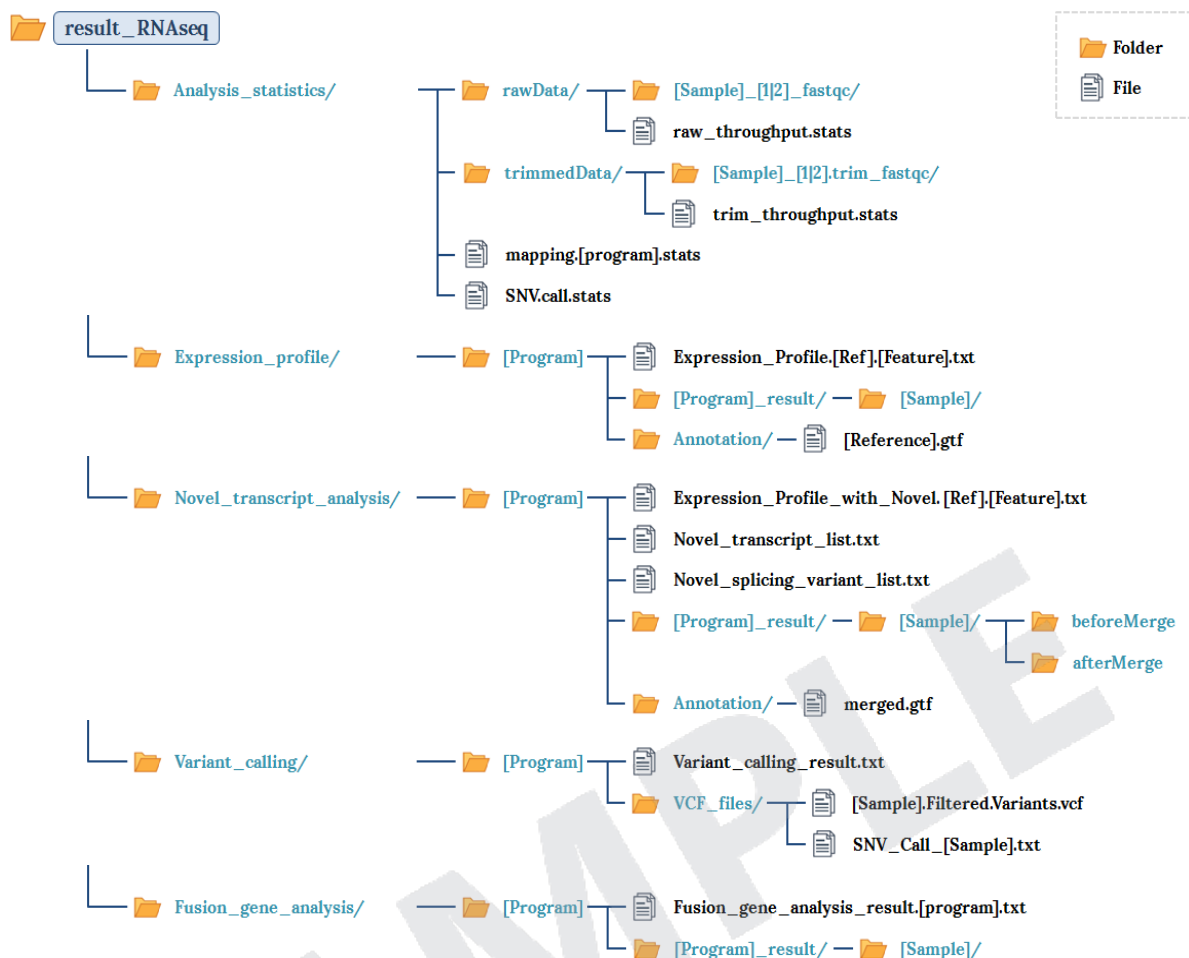 result_RNAseq
Folder
File
Analysis_statistics/ rawData/ [Sample]_[1|2]_fastqc/
raw_throughput.stats
trimmedData/ [Sample]_[1|2].trim_fastqc/
trim_throughput.stats
mapping.[program].stats
SNV.call.stats
Expression_profile/ [Program] Expression_Profile.[Ref].[Feature].txt
[Program]_result/ [Sample]/
Annotation/ [Reference].gtf
Novel_transcript_analysis/ [Program] Expression_Profile_with_Novel. [Ref].[Feature].txt
Novel_transcript_list.txt
Novel_splicing_variant_list.txt
[Program]_result/ [Sample]/ beforeMerge
afterMerge
Annotation/ merged.gtf
Variant_calling/ [Program] Variant_calling_result.txt
VCF_files/ [Sample].Filtered.Variants.vcf
SNV_Call_[Sample].txt
Fusion_gene_analysis/ [Program] Fusion_gene_analysis_result.[program].txt
[Program]_result/ [Sample]/